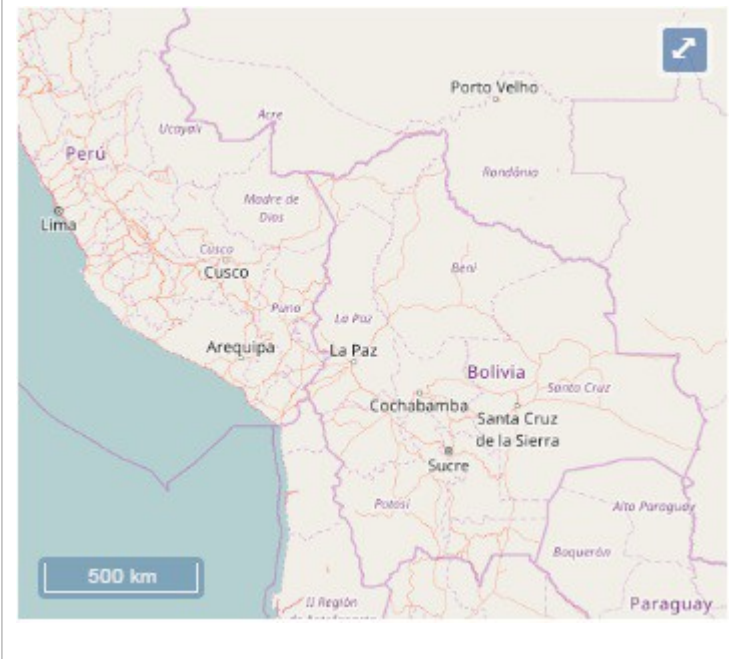 Porto Velho
Acre
Ucayali
Perú
Rondônia
Madre de
Dios
Lima
Cusco
Cusco
Beni
Puno
La Paz
Arequipa
La Paz
Bolivia
Santa Cruz
Cochabamba
Santa Cruz
de la Sierra
Sucre
Potosí
Alto Paraguay
Boquerón
500 km
II Región
Paraguay